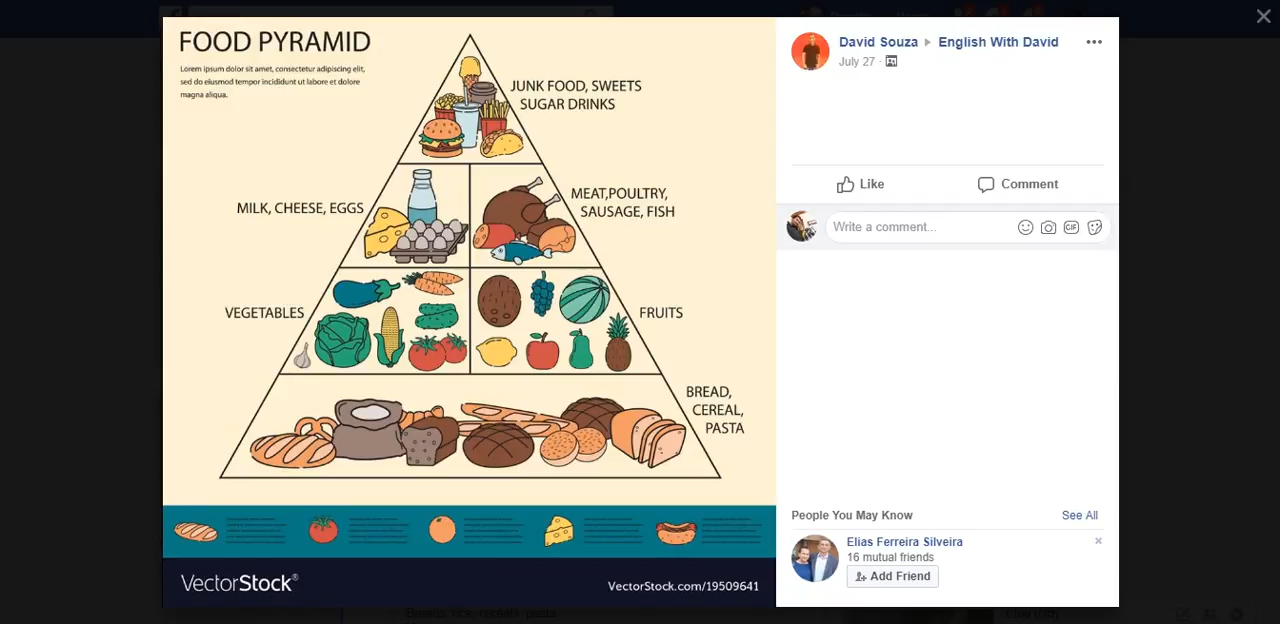 FOOD PYRAMID
Lorem ipsum dolor sit amet, consectetur adipiscing elit,
sed do eiusmod tempor incididunt ut labore et dolore
magna aliqua.
JUNK FOOD, SWEETS
SUGAR DRINKS
MILK, CHEESE, EGGS
MEAT,POULTRY,
SAUSAGE, FISH
VEGETABLES
FRUITS
BREAD,
CEREAL,
PASTA
VectorStock®
VectorStock.com/19509641
David Souza ▸ English With David
July 27 ·
Like Comment
Write a comment...
GIF
People You May Know See All
Elias Ferreira Silveira
16 mutual friends
Add Friend